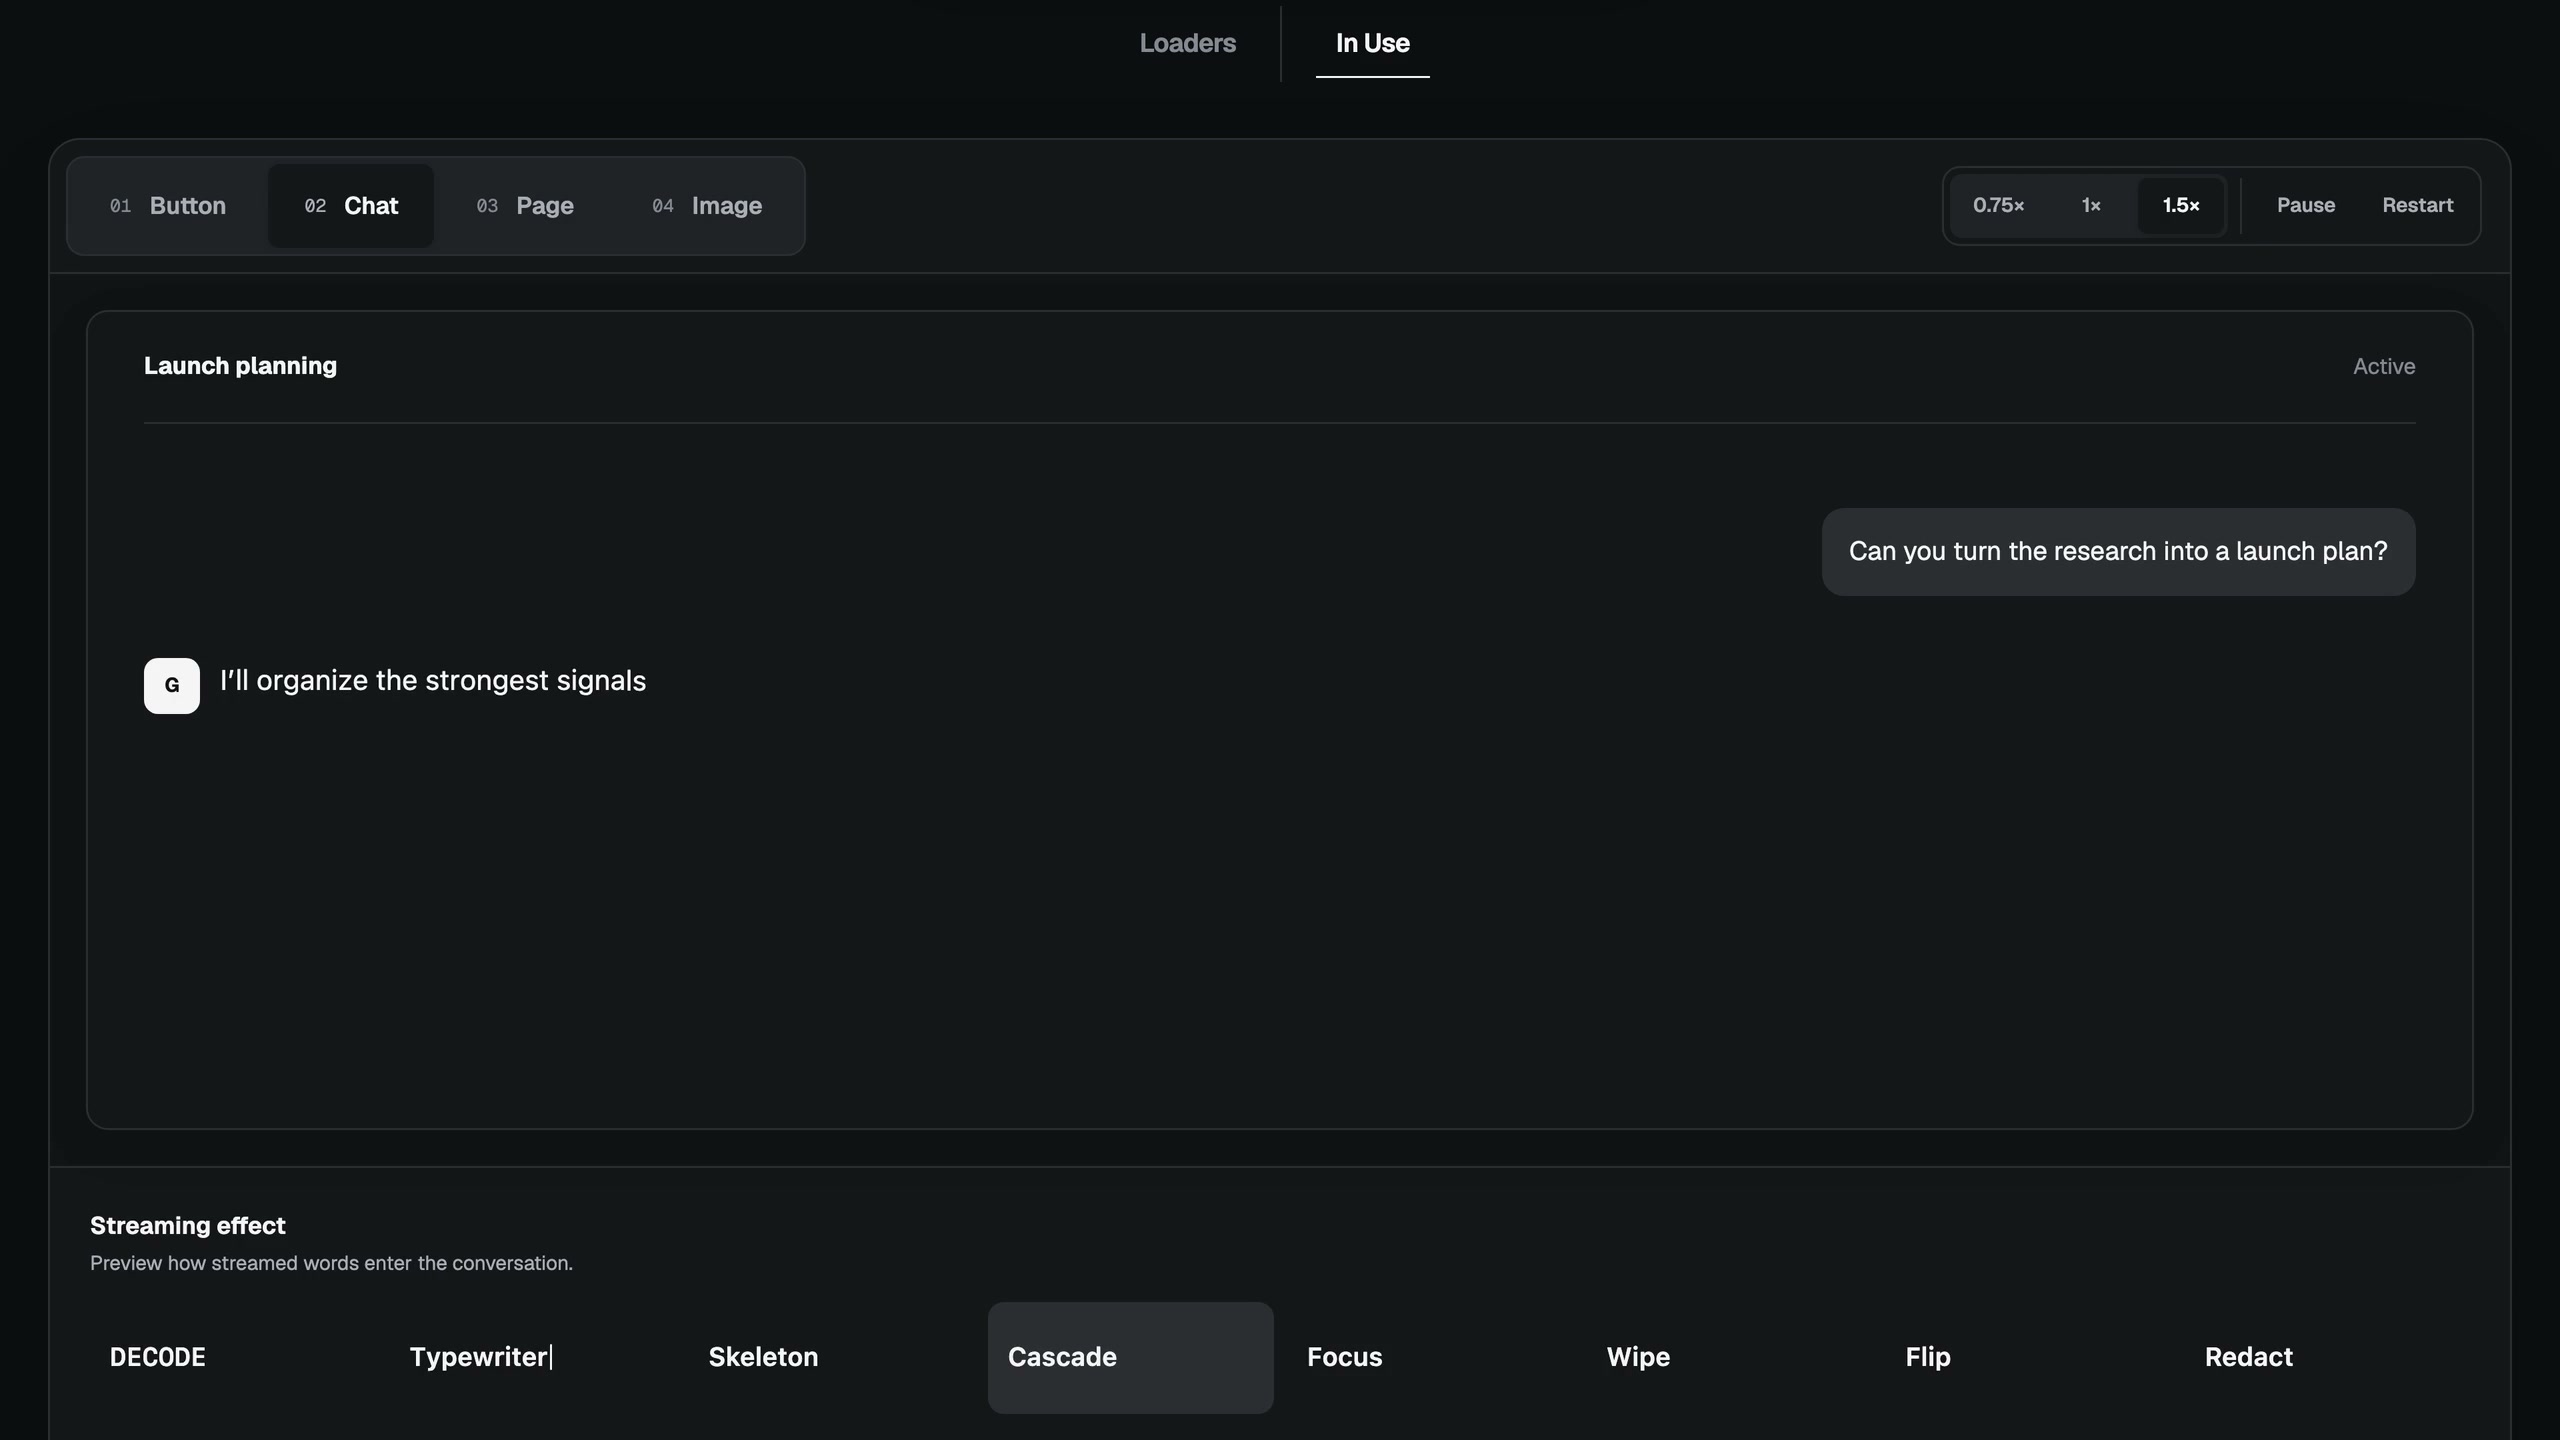 Loaders In Use
01 Button 02 Chat 03 Page 04 Image 0.75× 1× 1.5× Pause Restart
Launch planning Active
Can you turn the research into a launch plan?
G I’ll organize the strongest signals
Streaming effect
Preview how streamed words enter the conversation.
DECODE Typewriter| Skeleton Cascade Focus Wipe Flip Redact